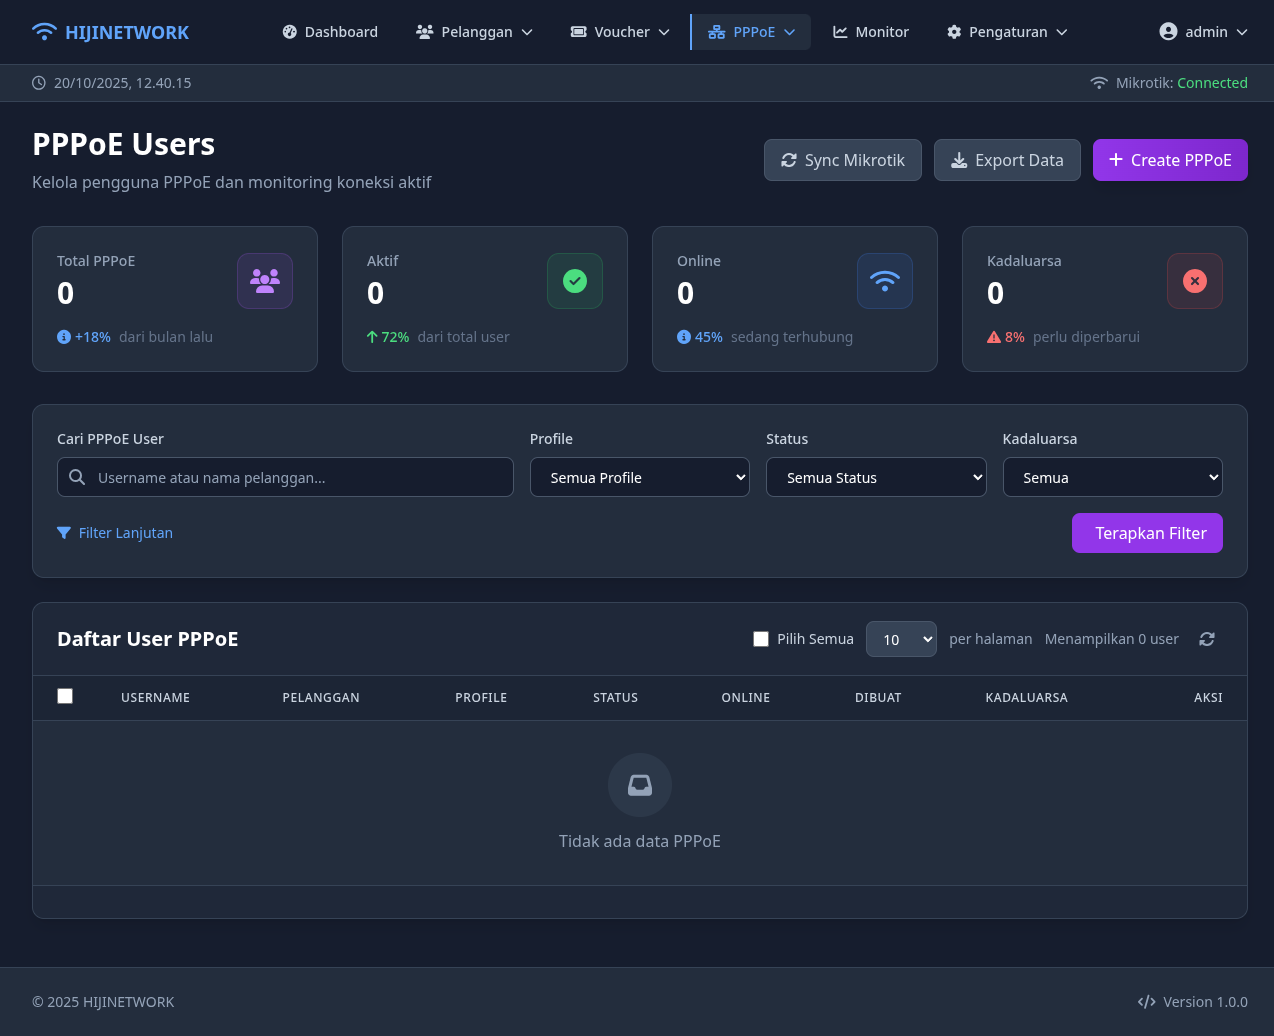 HIJINETWORK Dashboard Pelanggan Voucher PPPoE Monitor Pengaturan admin
20/10/2025, 12.40.15 Mikrotik: Connected
PPPoE Users
Kelola pengguna PPPoE dan monitoring koneksi aktif
Sync Mikrotik Export Data Create PPPoE
Total PPPoE Aktif Online Kadaluarsa
0 0 0 0
+18% dari bulan lalu 72% dari total user 45% sedang terhubung 8% perlu diperbarui
Cari PPPoE User Profile Status Kadaluarsa
Username atau nama pelanggan... Semua Profile Semua Status Semua
Filter Lanjutan Terapkan Filter
Daftar User PPPoE Pilih Semua 10 per halaman Menampilkan 0 user
USERNAME PELANGGAN PROFILE STATUS ONLINE DIBUAT KADALUARSA AKSI
Tidak ada data PPPoE
© 2025 HIJINETWORK Version 1.0.0